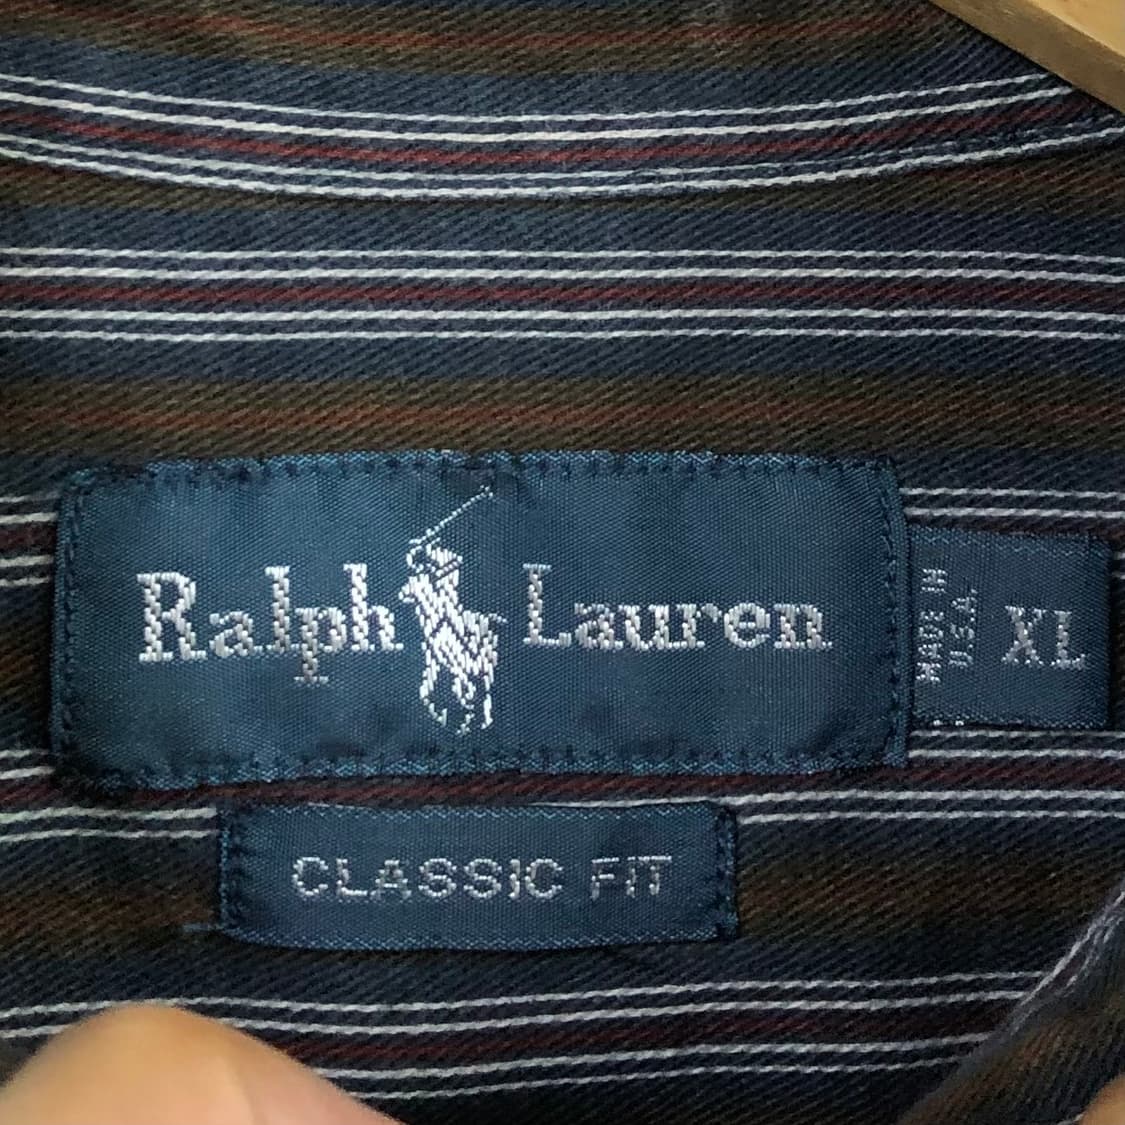 Ralph Lauren
MADE IN
U.S.A.
XL
CLASSIC FIT